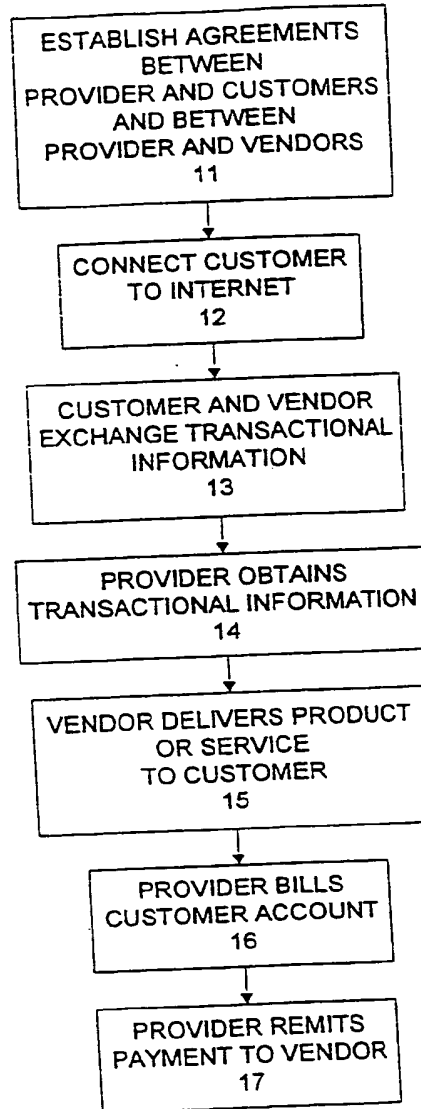 ESTABLISH AGREEMENTS
BETWEEN
PROVIDER AND CUSTOMERS
AND BETWEEN
PROVIDER AND VENDORS
11
CONNECT CUSTOMER
TO INTERNET
12
CUSTOMER AND VENDOR
EXCHANGE TRANSACTIONAL
INFORMATION
13
PROVIDER OBTAINS
TRANSACTIONAL INFORMATION
14
VENDOR DELIVERS PRODUCT
OR SERVICE
TO CUSTOMER
15
PROVIDER BILLS
CUSTOMER ACCOUNT
16
PROVIDER REMITS
PAYMENT TO VENDOR
17